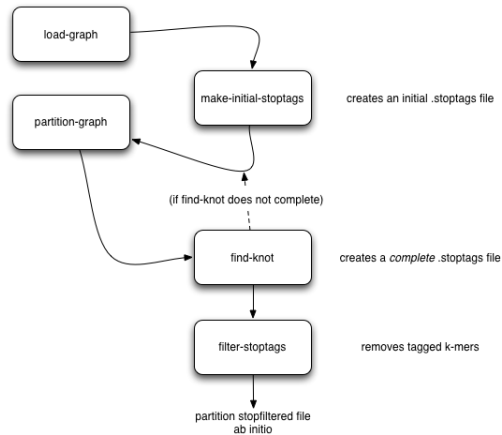 load-graph
make-initial-stoptags
creates an initial .stoptags file
partition-graph
(if find-knot does not complete)
find-knot
creates a complete .stoptags file
filter-stoptags
removes tagged k-mers
partition stopfiltered file
ab initio